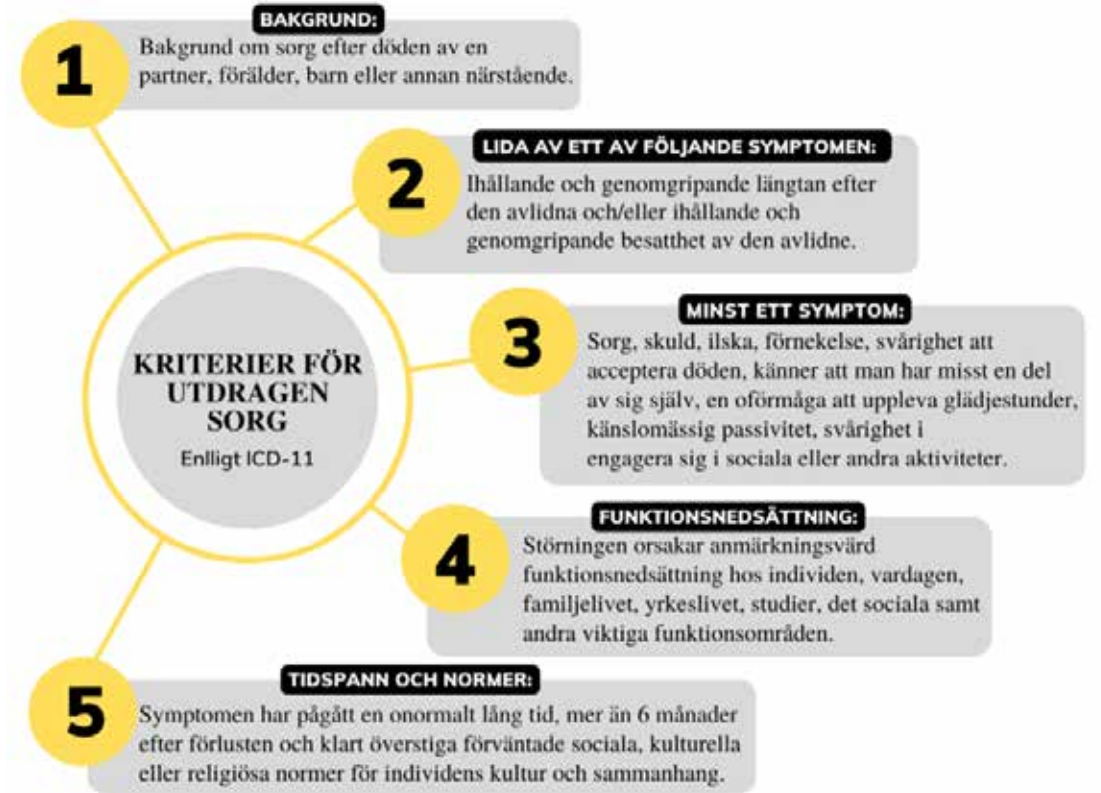 BAKGRUND:
1
Bakgrund om sorg efter döden av en
partner, förälder, barn eller annan närstående.
LIDA AV ETT AV FÖLJANDE SYMPTOMEN:
2
Ihållande och genomgripande längtan efter
den avlidna och/eller ihållande och
genomgripande besatthet av den avlidne.
MINST ETT SYMPTOM:
3
Sorg, skuld, ilska, förnekelse, svårighet att
acceptera döden, känner att man har misst en del
av sig själv, en oförmåga att uppleva glädjestunder,
känslomässig passivitet, svårighet i
engagera sig i sociala eller andra aktiviteter.
KRITERIER FÖR
UTDRAGEN
SORG
Enlligt ICD-11
FUNKTIONSNEDSÄTTNING:
4
Störningen orsakar anmärkningsvärd
funktionsnedsättning hos individen, vardagen,
familjelivet, yrkeslivet, studier, det sociala samt
andra viktiga funktionsområden.
TIDSPANN OCH NORMER:
5
Symptomen har pågått en onormalt lång tid, mer än 6 månader
efter förlusten och klart överstiga förväntade sociala, kulturella
eller religiösa normer för individens kultur och sammanhang.